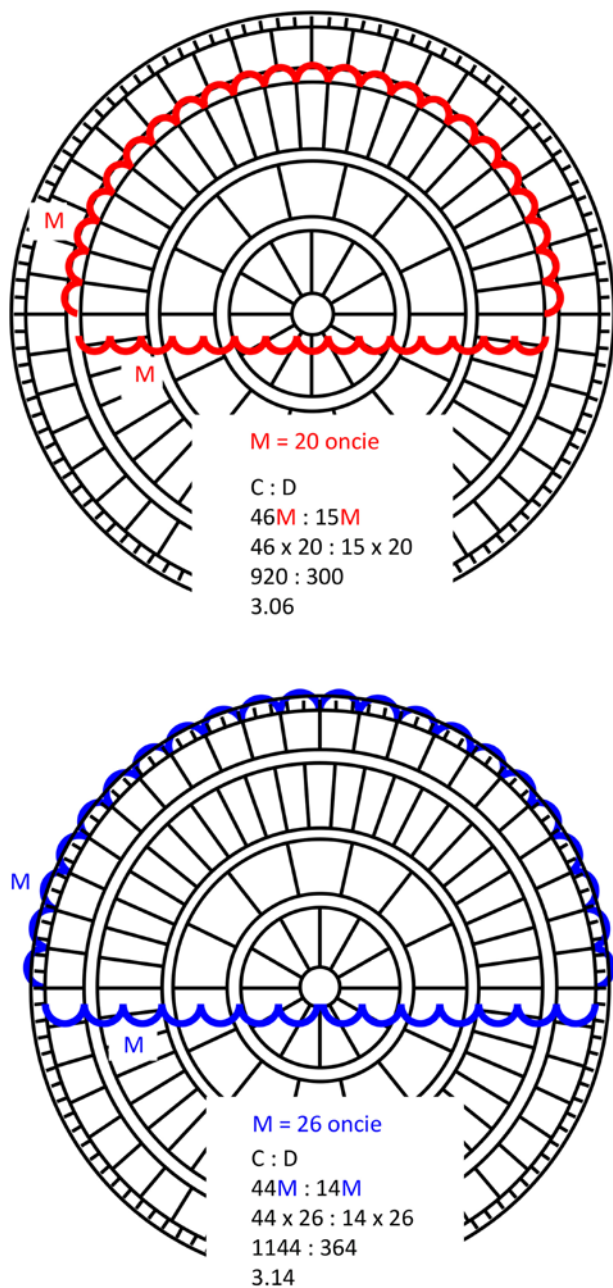 M
M
M = 20 oncie
C : D
46M : 15M
46 x 20 : 15 x 20
920 : 300
3.06
M
M
M = 26 oncie
C : D
44M : 14M
44 x 26 : 14 x 26
1144 : 364
3.14